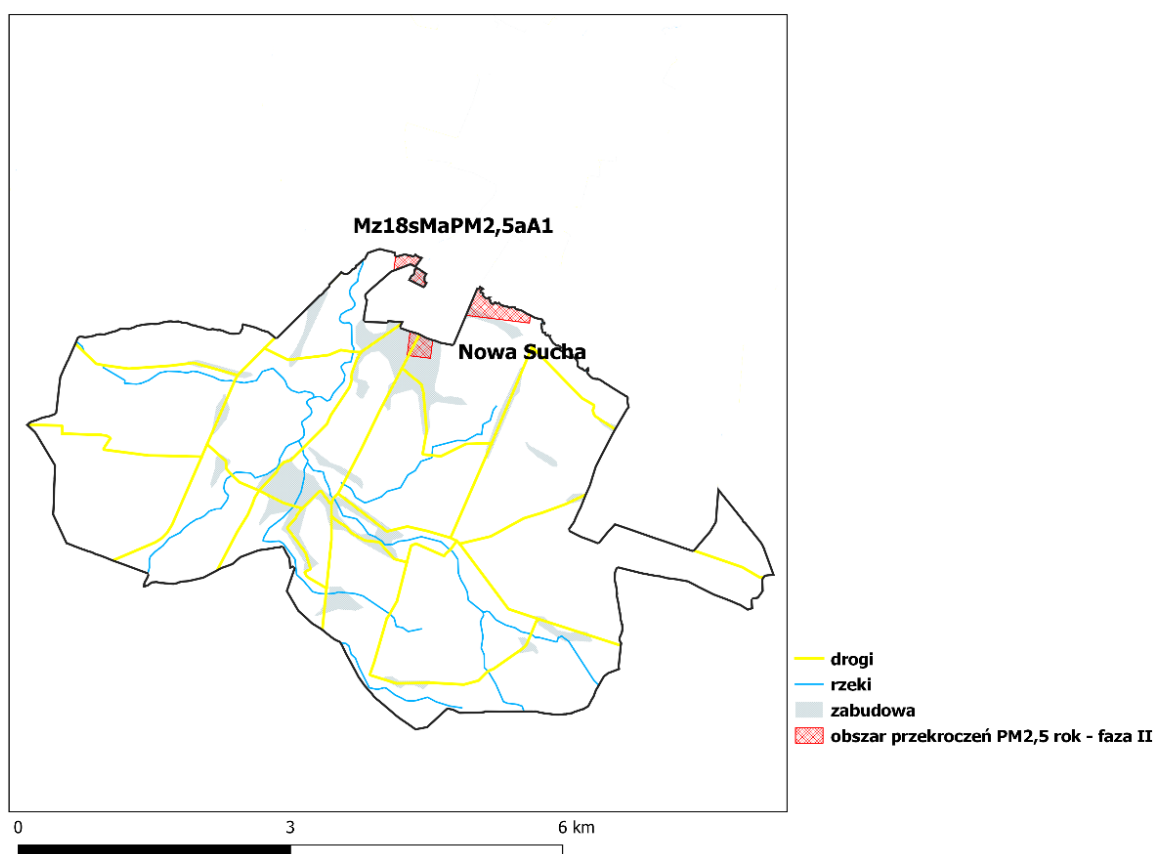 Mz18sMaPM2,5aA1
Nowa Sucha
drogi
rzeki
zabudowa
obszar przekroczeń PM2,5 rok - faza II
0 3 6 km